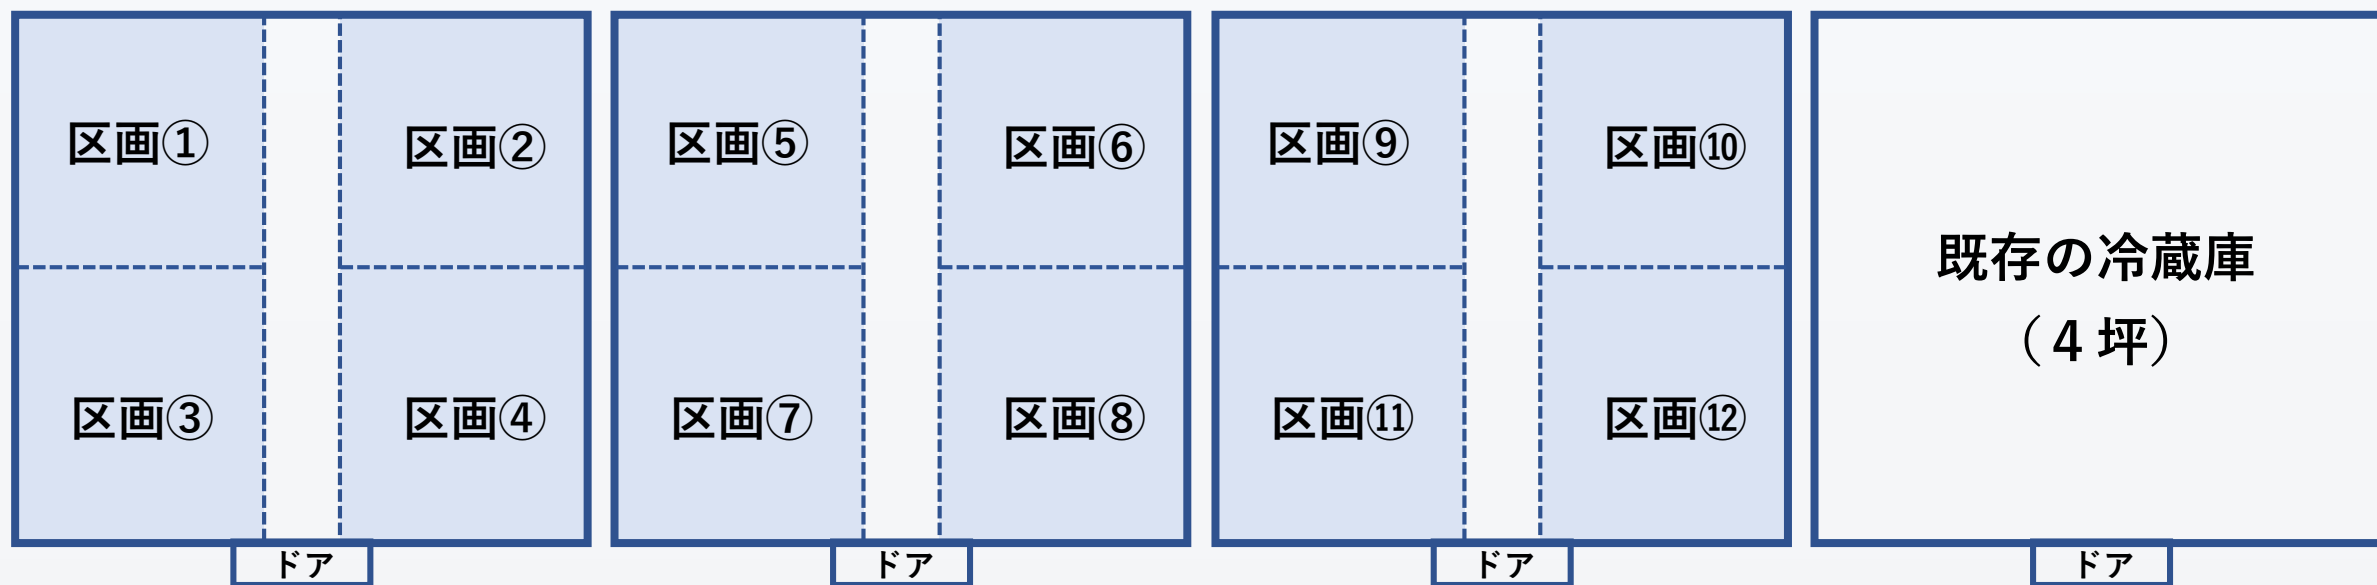 区画①
区画②
区画③
区画④
ドア
区画⑤
区画⑥
区画⑦
区画⑧
ドア
区画⑨
区画⑩
区画⑪
区画⑫
ドア
既存の冷蔵庫
（4 坪）
ドア